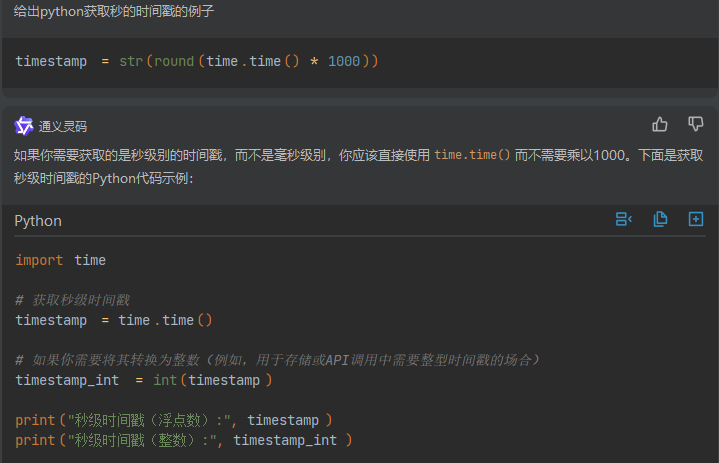 给出python获取秒的时间戳的例子
timestamp = str(round(time.time() * 1000))
通义灵码
如果你需要获取的是秒级别的时间戳，而不是毫秒级别，你应该直接使用 time.time() 而不需要乘以1000。下面是获取
秒级时间戳的Python代码示例：
Python
import time
# 获取秒级时间戳
timestamp = time.time()
# 如果你需要将其转换为整数（例如，用于存储或API调用中需要整型时间戳的场合）
timestamp_int = int(timestamp)
print("秒级时间戳（浮点数）:", timestamp)
print("秒级时间戳（整数）:", timestamp_int)